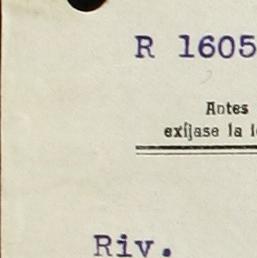 R 1605
Antes
exíjase la
Riv.